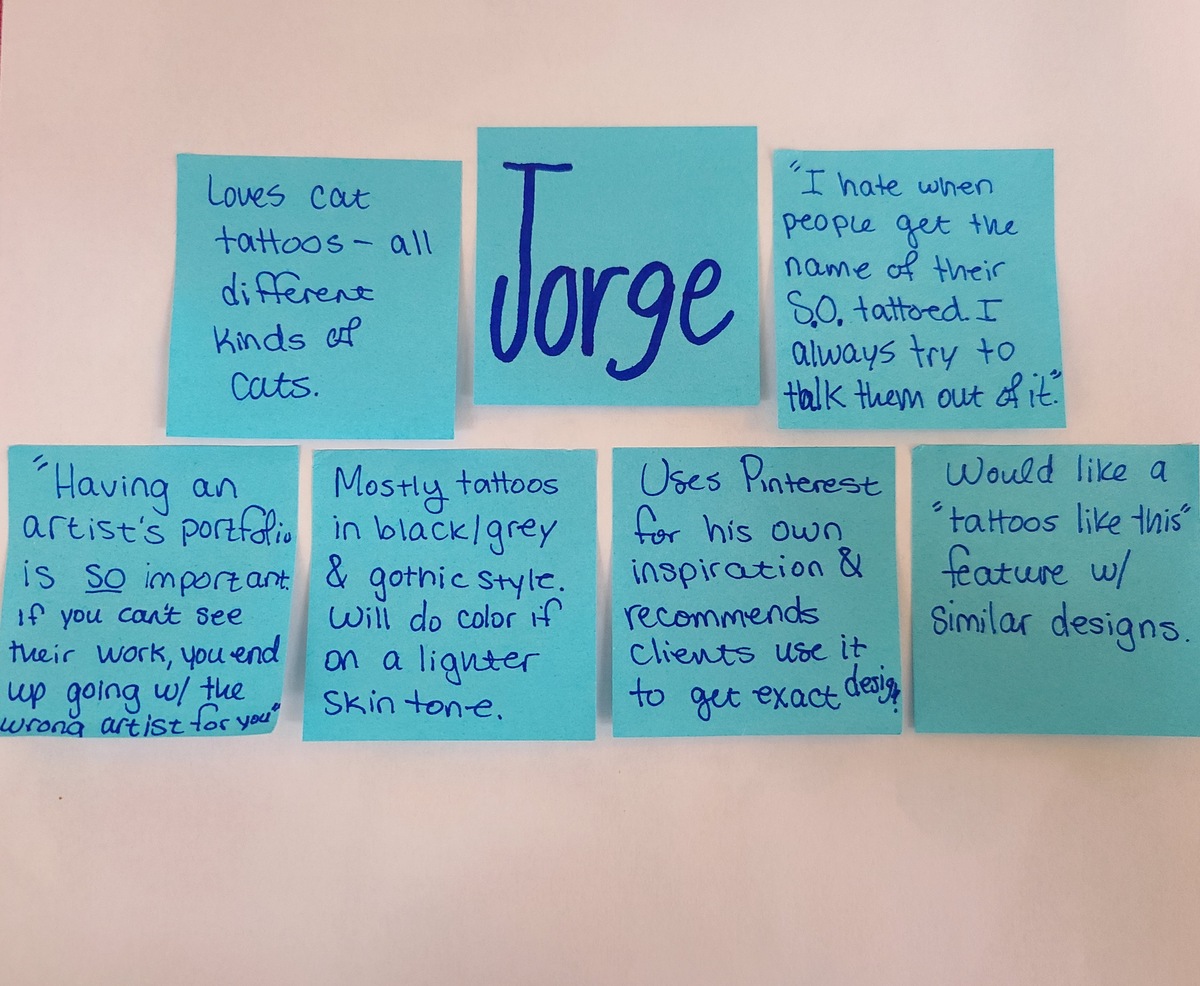 Loves cat
tattoos - all
different
kinds of
cats.
Jorge
"I hate when
people get the
name of their
S.O. tattoed. I
always try to
talk them out of it."
"Having an
artist's portfolio
is SO important.
If you can't see
their work, you end
up going w/ the
wrong artist for you"
Mostly tattoos
in black/grey
& gothic style.
Will do color if
on a lighter
skin tone.
Uses Pinterest
for his own
inspiration &
recommends
clients use it
to get exact design.
Would like a
"tattoos like this"
feature w/
similar designs.